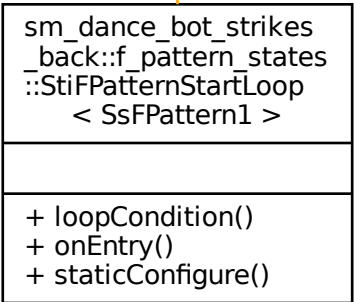 sm_dance_bot_strikes
_back::f_pattern_states
::StiFPatternStartLoop
< SsFPattern1 >
+ loopCondition()
+ onEntry()
+ staticConfigure()